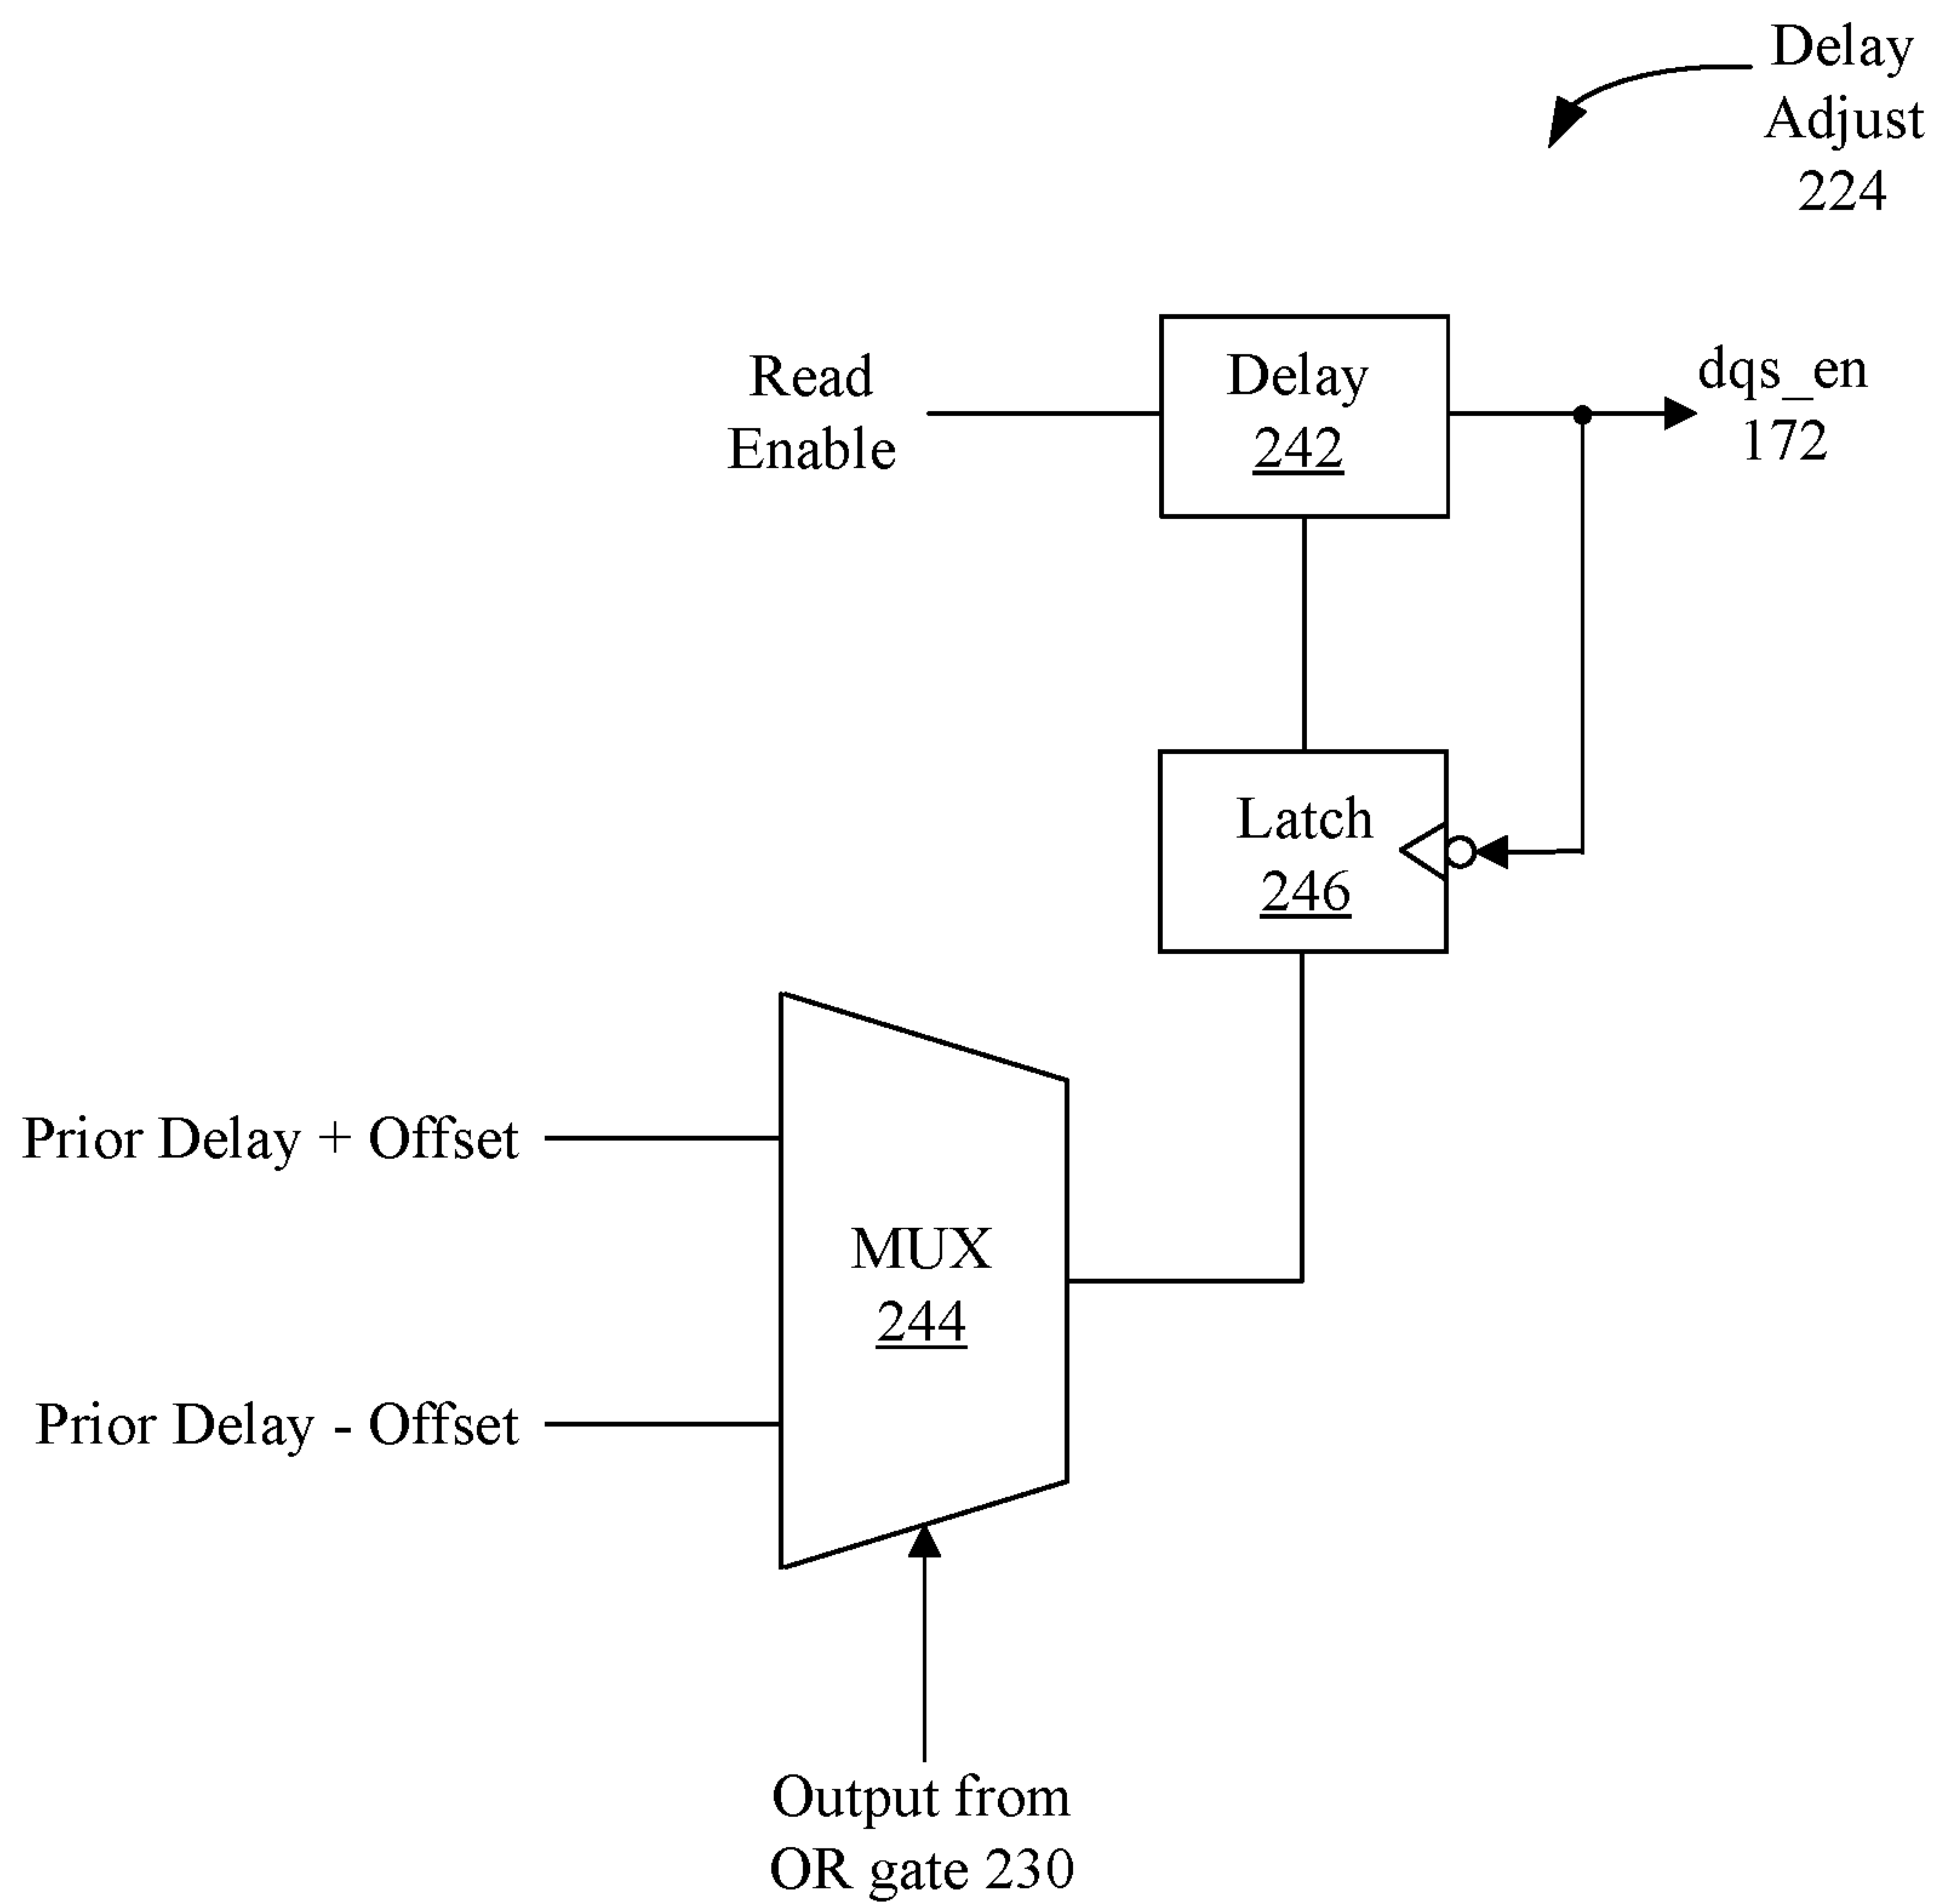 Delay
Adjust
224
Read
Enable
Delay
242
dqs_en
172
Latch
246
Prior Delay + Offset
MUX
244
Prior Delay - Offset
Output from
OR gate 230